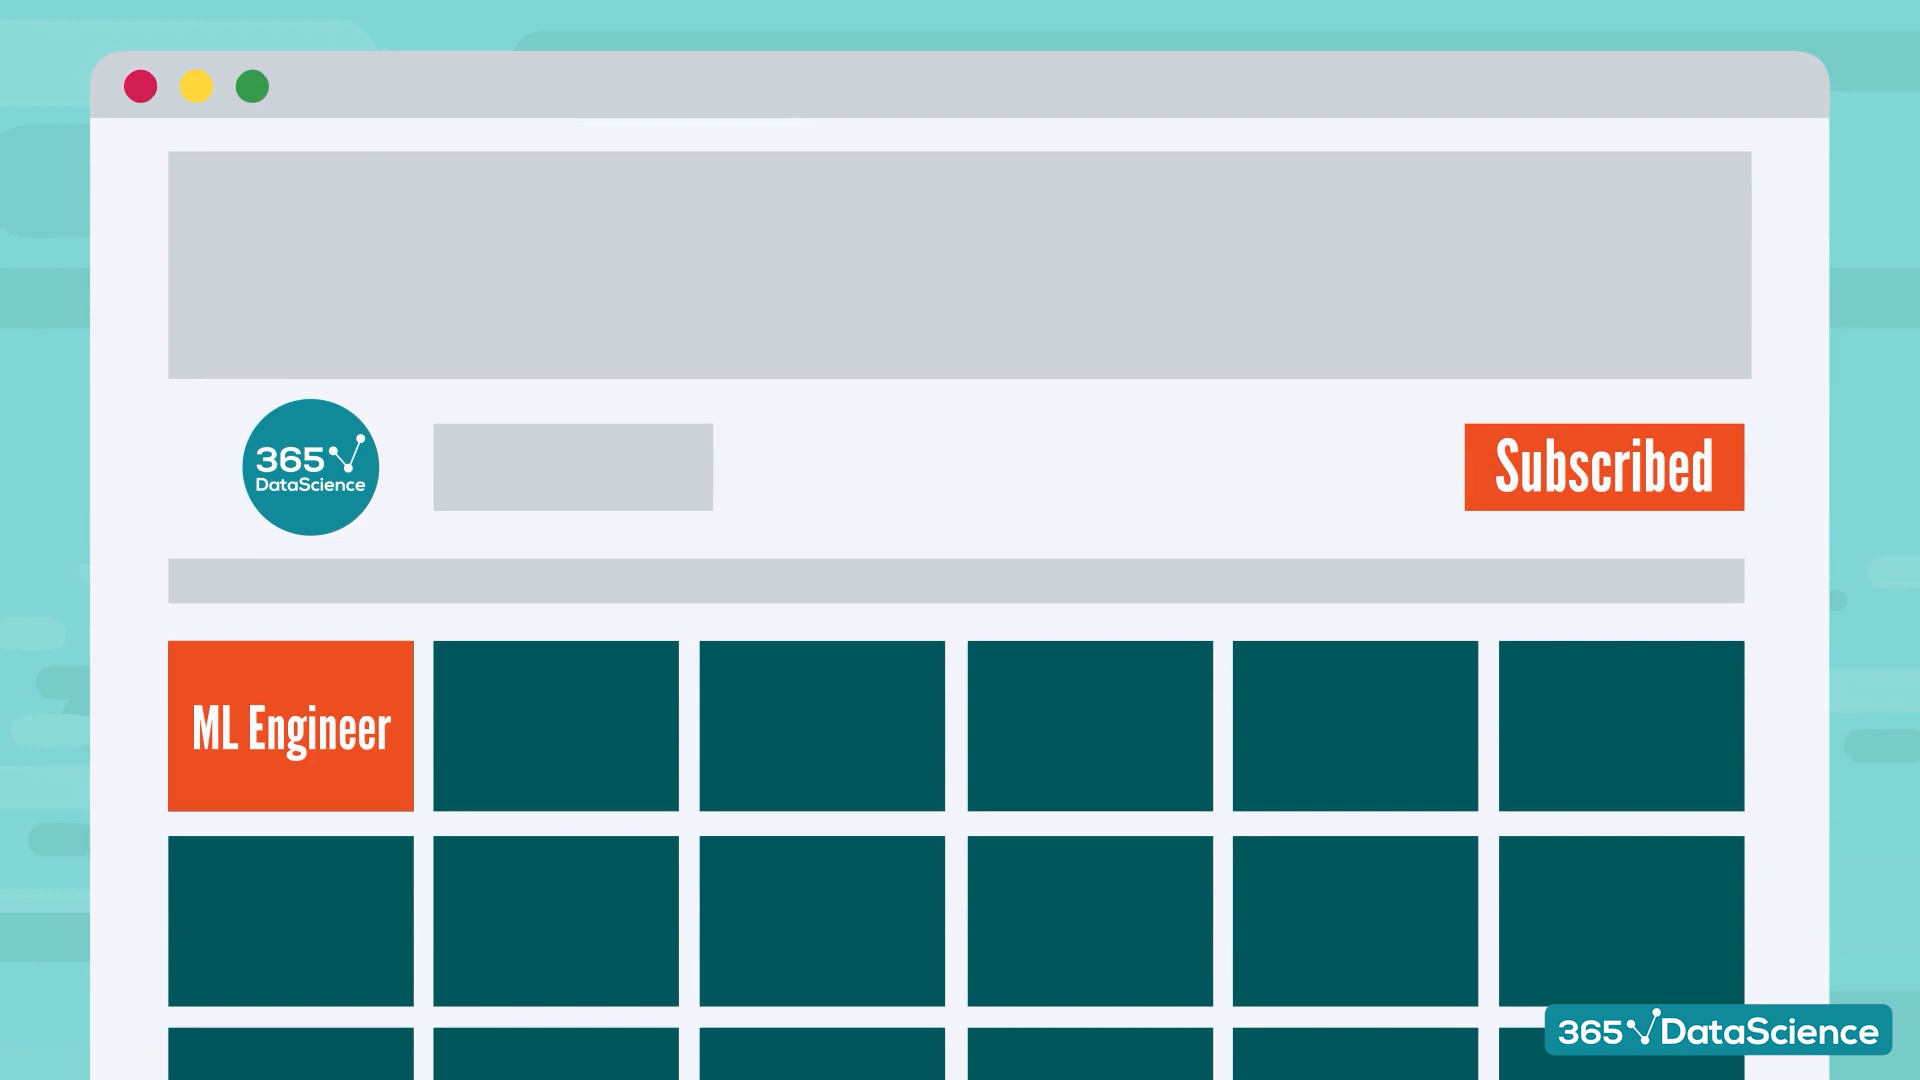 365
DataScience
Subscribed
ML Engineer
365 DataScience